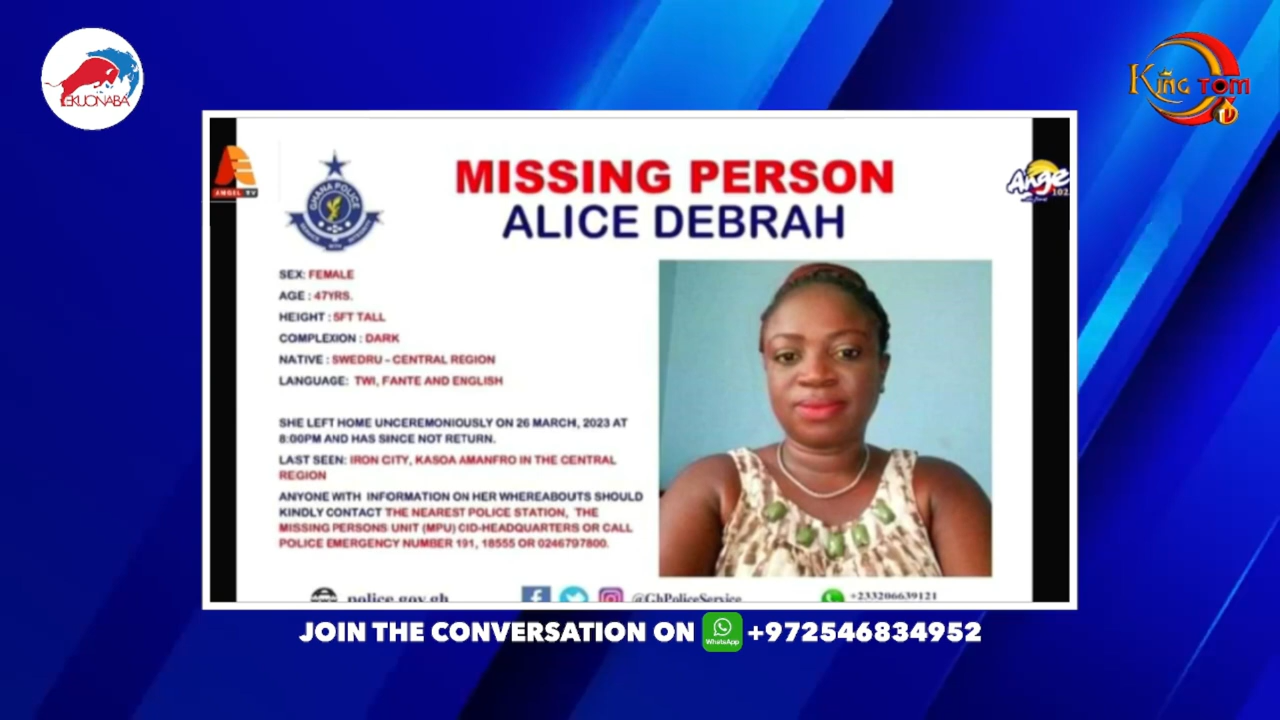 EKUONABA
KING TOM
TV
ANGEL TV
GHANA POLICE
SERVICE WITH INTEGRITY
Angel
102
MISSING PERSON
ALICE DEBRAH
SEX: FEMALE
AGE : 47YRS.
HEIGHT : 5FT TALL
COMPLEXION : DARK
NATIVE : SWEDRU - CENTRAL REGION
LANGUAGE: TWI, FANTE AND ENGLISH
SHE LEFT HOME UNCEREMONIOUSLY ON 26 MARCH, 2023 AT
8:00PM AND HAS SINCE NOT RETURN.
LAST SEEN: IRON CITY, KASOA AMANFRO IN THE CENTRAL
REGION
ANYONE WITH INFORMATION ON HER WHEREABOUTS SHOULD
KINDLY CONTACT THE NEAREST POLICE STATION, THE
MISSING PERSONS UNIT (MPU) CID-HEADQUARTERS OR CALL
POLICE EMERGENCY NUMBER 191, 18555 OR 0246797800.
police.gov.gh
@GhPoliceService
+233206639121
JOIN THE CONVERSATION ON WhatsApp +972546834952